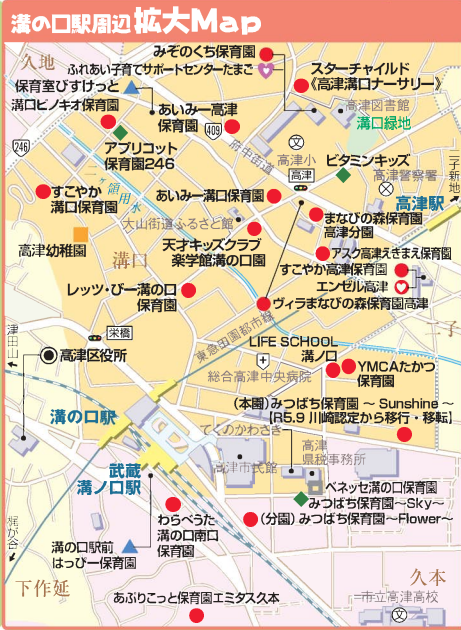 溝の口駅周辺拡大Map
久地
みぞのくち保育園
ふれあい子育てサポートセンターたまご
保育室びすけっと
溝口ピノキオ保育園
スターチャイルド
《高津溝口ナーサリー》
あいみー高津
保育園
409
高津図書館
溝口緑地
246
アプリコット
保育園246
府中街道
文
高津小
ビタミンキッズ
高津
高津警察署
二子新地
すこやか
溝口保育園
二ヶ領用水
あいみー溝口保育園
高津駅
大山街道ふるさと館
まなびの森保育園
高津分園
高津幼稚園
天才キッズクラブ
楽学館溝の口園
アスク高津えきまえ保育園
溝口
すこやか高津保育園
エンゼル高津
レッツ・びー溝の口
保育園
ヴィラまなびの森保育園高津
二子
津田山
栄橋
東急田園都市線
高津区役所
LIFE SCHOOL
溝ノ口
総合高津中央病院
YMCAたかつ
保育園
(本園)みつばち保育園 ～ Sunshine ～
【R5.9 川崎認定から移行・移転】
溝の口駅
てくのかわさき
高津市民館
高津
県税事務所
武蔵
溝ノ口駅
ベネッセ溝の口保育園
みつばち保育園～Sky～
わらべうた
溝の口南口
保育園
(分園)みつばち保育園～Flower～
梶が谷
溝の口駅前
はっぴー保育園
下作延
久本
あぶりこっと保育園エミタス久本
市立高津高校
文